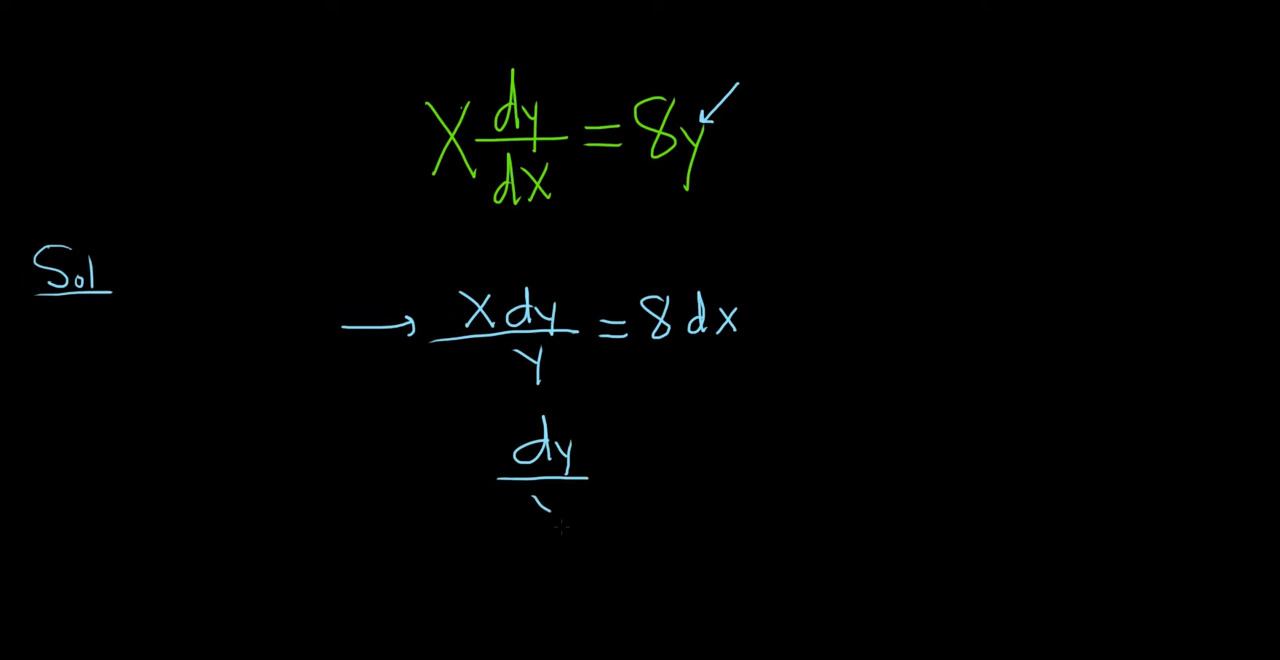 X dy/dx = 8y
Sol
→ X dy/y = 8 dx
dy/